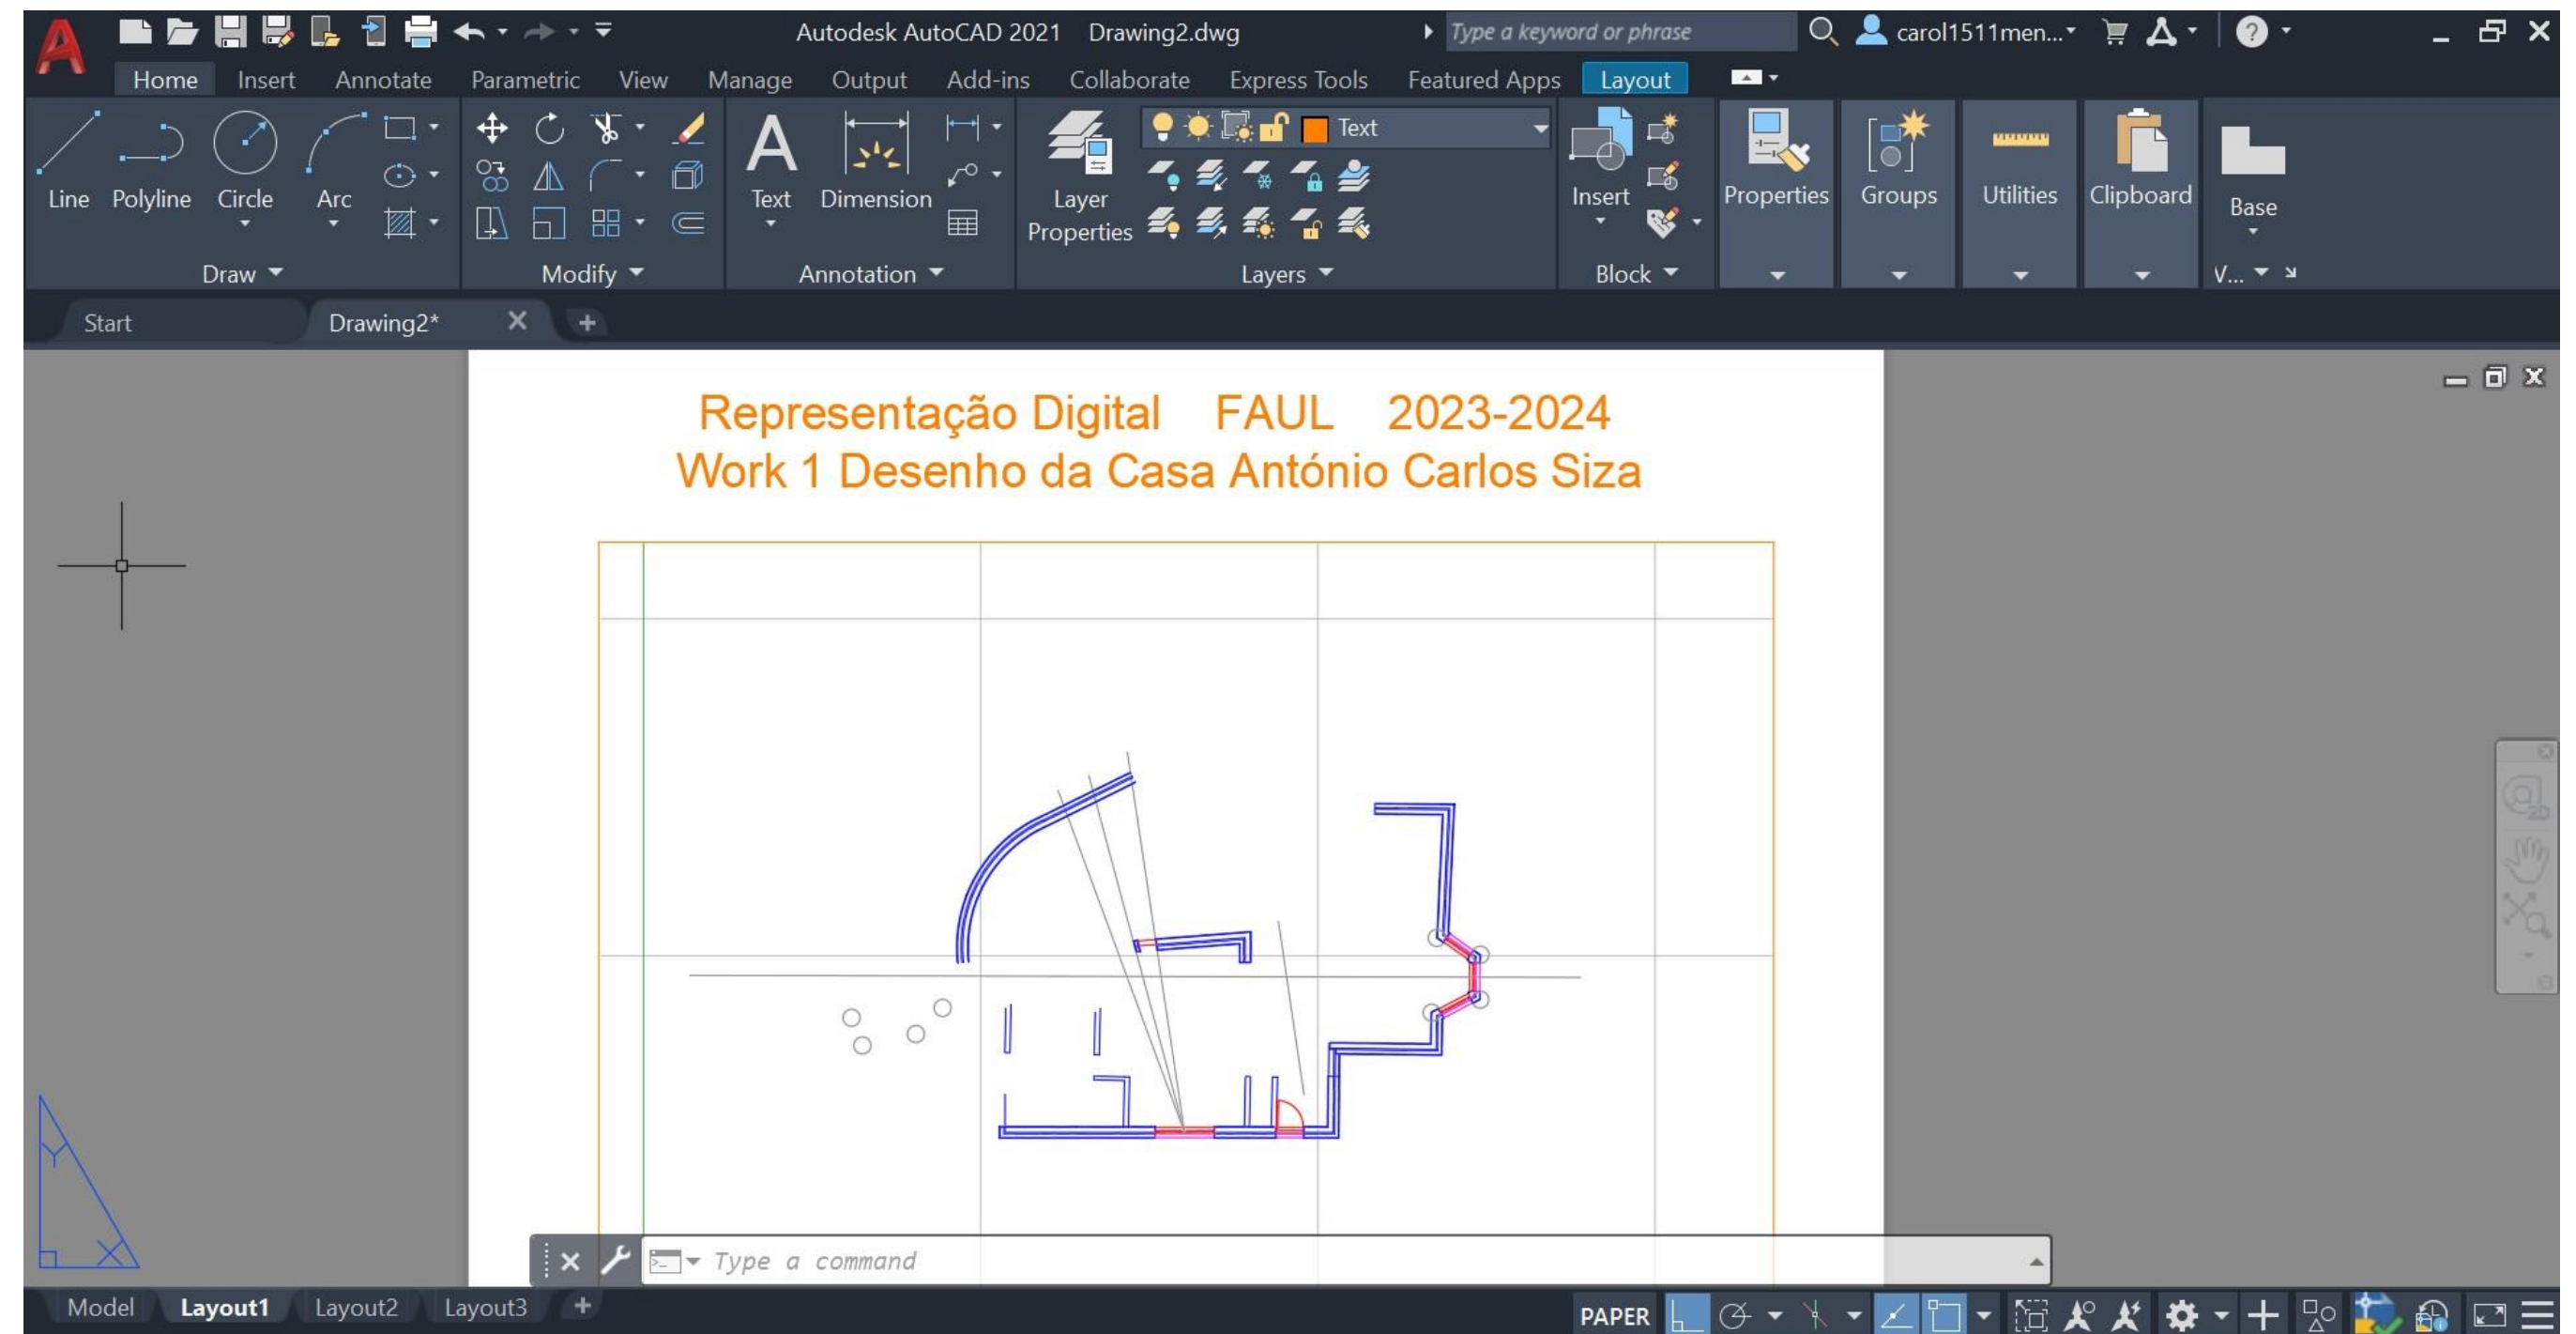 Autodesk AutoCAD 2021 Drawing2.dwg
Type a keyword or phrase
carol1511men...
Home Insert Annotate Parametric View Manage Output Add-ins Collaborate Express Tools Featured Apps Layout
Line Polyline Circle Arc
Text Dimension
Layer
Properties
Text
Insert
Properties
Groups
Utilities
Clipboard
Base
Draw Modify Annotation Layers Block V...
Start Drawing2*
Representação Digital FAUL 2023-2024
Work 1 Desenho da Casa António Carlos Siza
2D
Y
X
Type a command
Model Layout1 Layout2 Layout3
PAPER